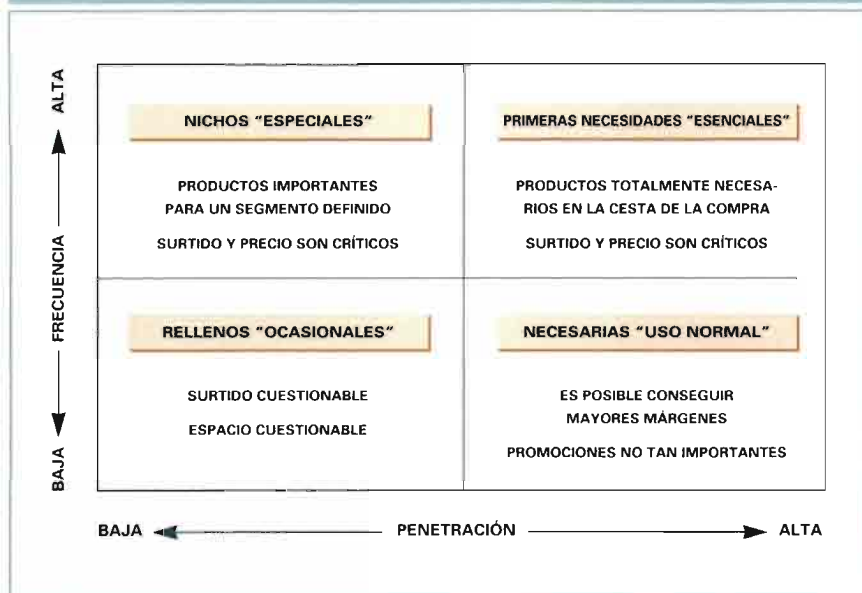 ALTA
FRECUENCIA
BAJA
NICHOS "ESPECIALES"
PRODUCTOS IMPORTANTES
PARA UN SEGMENTO DEFINIDO
SURTIDO Y PRECIO SON CRÍTICOS
PRIMERAS NECESIDADES "ESENCIALES"
PRODUCTOS TOTALMENTE NECESA-
RIOS EN LA CESTA DE LA COMPRA
SURTIDO Y PRECIO SON CRÍTICOS
RELLENOS "OCASIONALES"
SURTIDO CUESTIONABLE
ESPACIO CUESTIONABLE
NECESARIAS "USO NORMAL"
ES POSIBLE CONSEGUIR
MAYORES MÁRGENES
PROMOCIONES NO TAN IMPORTANTES
BAJA PENETRACIÓN ALTA